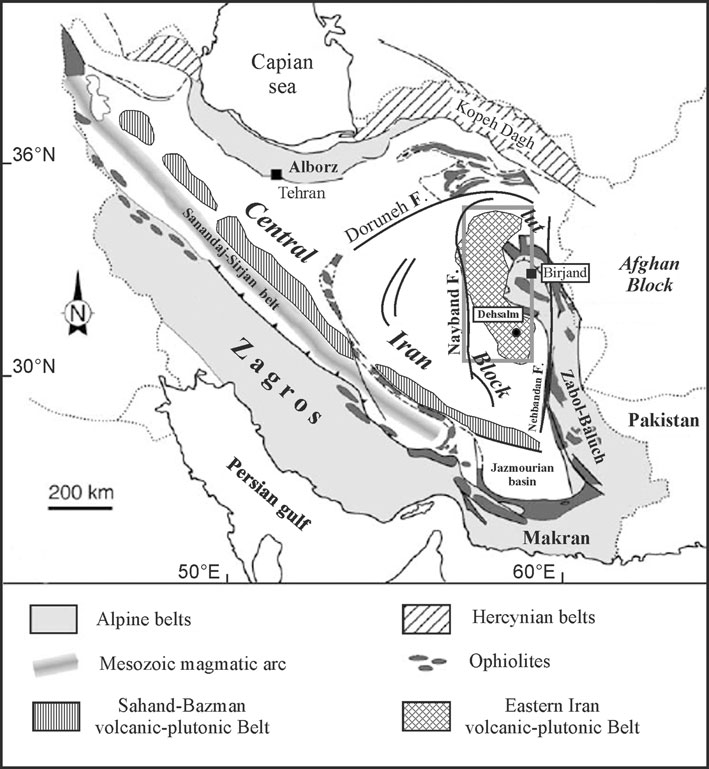 Capian
sea
Kopeh Dagh
36°N
Alborz
Tehran
Central
Iran
Doruneh F.
lut
Block
Sanandaj-Sirjan belt
Birjand
Afghan
Block
Nayband F.
Dehsalm
N
30°N
Zagros
Nehbandan F.
Zabol-Baluch
Pakistan
Jazmourian
basin
200 km
Persian gulf
Makran
50°E
60°E
Alpine belts
Hercynian belts
Mesozoic magmatic arc
Ophiolites
Sahand-Bazman
volcanic-plutonic Belt
Eastern Iran
volcanic-plutonic Belt